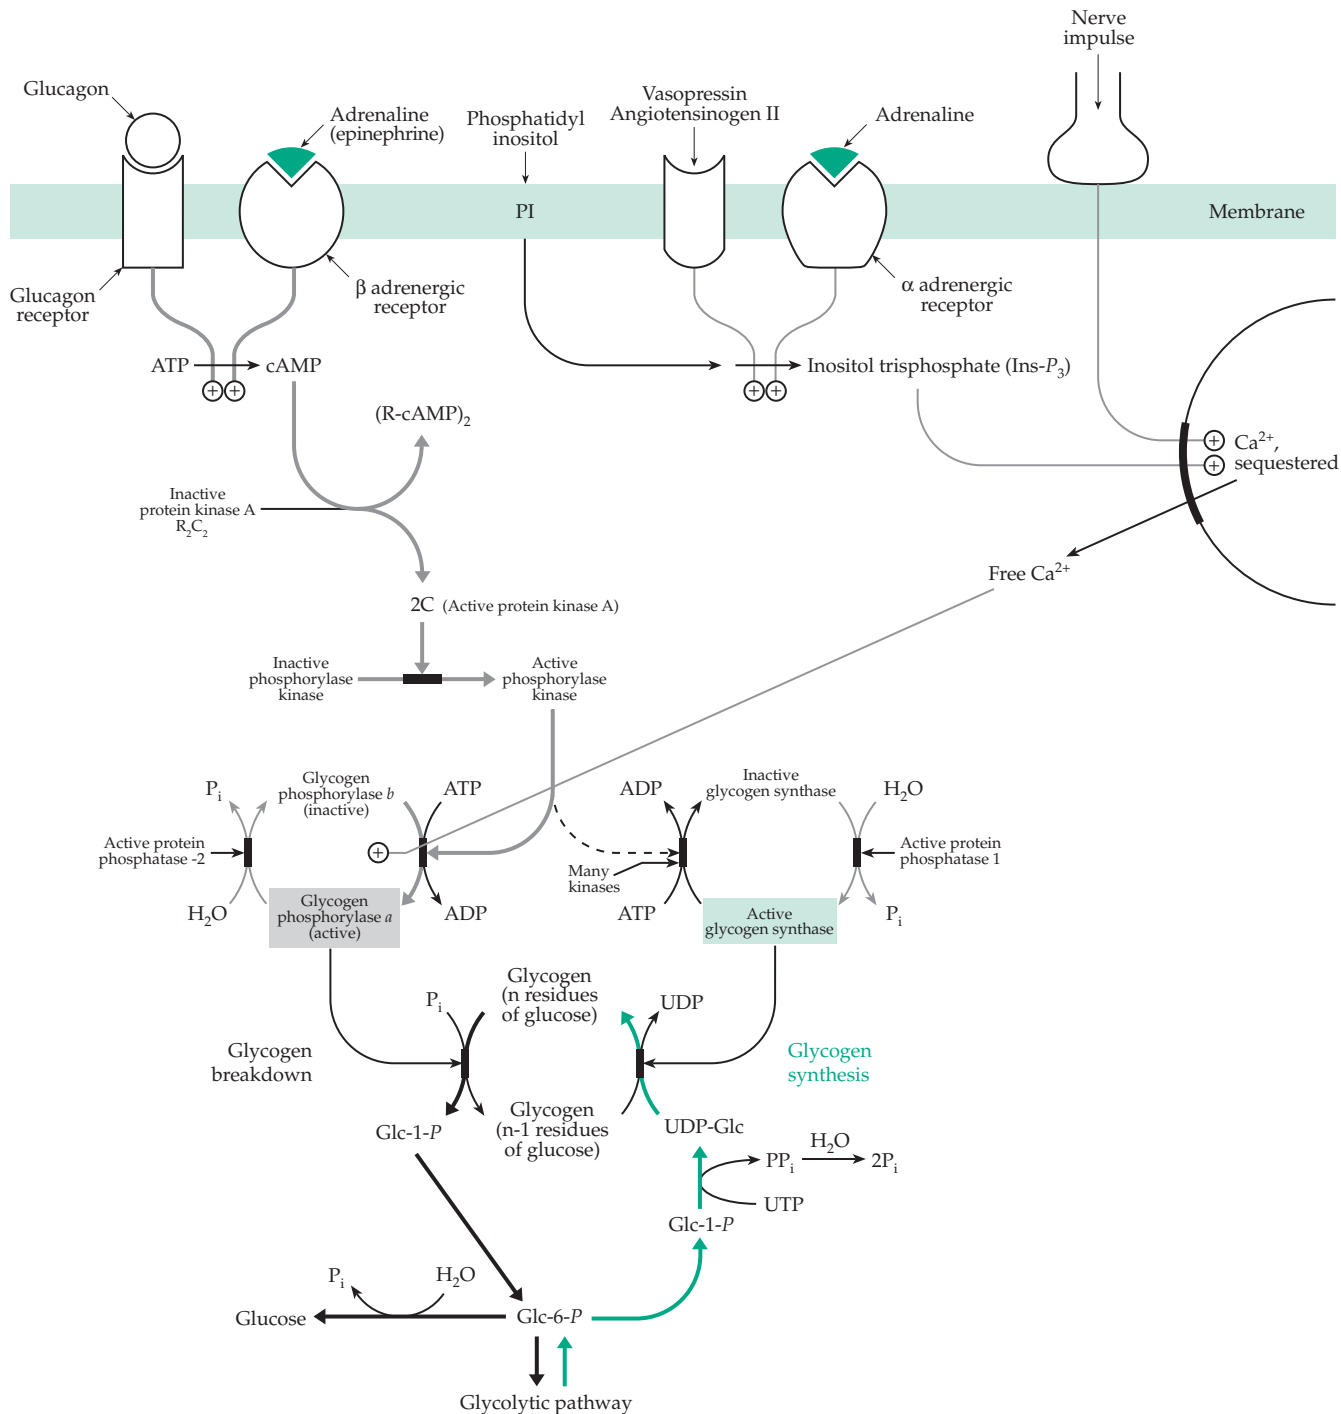 Nerve
impulse
Glucagon
Adrenaline
(epinephrine)
Phosphatidyl
inositol
Vasopressin
Angiotensinogen II
Adrenaline
PI
Membrane
Glucagon
receptor
β adrenergic
receptor
α adrenergic
receptor
ATP
cAMP
+
+
+
+
Inositol trisphosphate (Ins-P₃)
(R-cAMP)₂
+
+
Ca²⁺,
sequestered
Inactive
protein kinase A
R₂C₂
Free Ca²⁺
2C (Active protein kinase A)
Inactive
phosphorylase
kinase
Active
phosphorylase
kinase
Pᵢ
Glycogen
phosphorylase b
(inactive)
ATP
ADP
Inactive
glycogen synthase
H₂O
Active protein
phosphatase -2
+
Many
kinases
Active protein
phosphatase 1
H₂O
Glycogen
phosphorylase a
(active)
ADP
ATP
Active
glycogen synthase
Pᵢ
Pᵢ
Glycogen
(n residues
of glucose)
UDP
Glycogen
breakdown
Glycogen
synthesis
Glc-1-P
Glycogen
(n-1 residues
of glucose)
UDP-Glc
PPᵢ
H₂O
2Pᵢ
UTP
Glc-1-P
Pᵢ
H₂O
Glucose
Glc-6-P
Glycolytic pathway